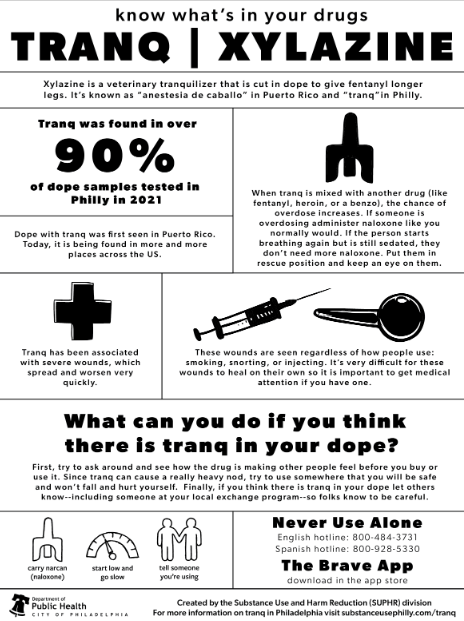 know what's in your drugs
TRANQ | XYLAZINE
Xylazine is a veterinary tranquilizer that is cut in dope to give fentanyl longer
legs. It's known as "anestesia de caballo" in Puerto Rico and "tranq"in Philly.
Tranq was found in over
90%
of dope samples tested in
Philly in 2021
Dope with tranq was first seen in Puerto Rico.
Today, it is being found in more and more
places across the US.
When tranq is mixed with another drug (like
fentanyl, heroin, or a benzo), the chance of
overdose increases. If someone is
overdosing administer naloxone like you
normally would. If the person starts
breathing again but is still sedated, they
don't need more naloxone. Put them in
rescue position and keep an eye on them.
Tranq has been associated
with severe wounds, which
spread and worsen very
quickly.
These wounds are seen regardless of how people use:
smoking, snorting, or injecting. It's very difficult for these
wounds to heal on their own so it is important to get medical
attention if you have one.
What can you do if you think
there is tranq in your dope?
First, try to ask around and see how the drug is making other people feel before you buy or
use it. Since tranq can cause a really heavy nod, try to use somewhere that you will be safe
and won't fall and hurt yourself. Finally, if you think there is tranq in your dope let others
know--including someone at your local exchange program--so folks know to be careful.
carry narcan
(naloxone)
start low and
go slow
tell someone
you're using
Never Use Alone
English hotline: 800-484-3731
Spanish hotline: 800-928-5330
The Brave App
download in the app store
Department of
Public Health
CITY OF PHILADELPHIA
Created by the Substance Use and Harm Reduction (SUPHR) division
For more information on tranq in Philadelphia visit substanceusephilly.com/tranq